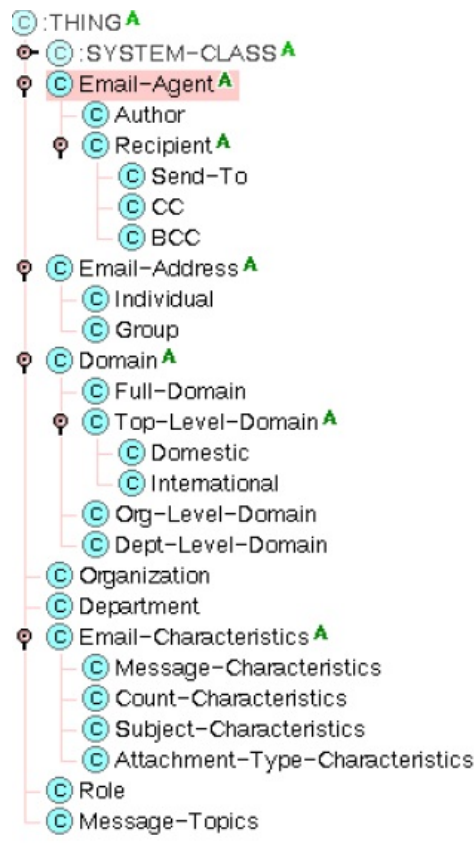 C :THING A
C :SYSTEM-CLASS A
C Email-Agent A
C Author
C Recipient A
C Send-To
C CC
C BCC
C Email-Address A
C Individual
C Group
C Domain A
C Full-Domain
C Top-Level-Domain A
C Domestic
C International
C Org-Level-Domain
C Dept-Level-Domain
C Organization
C Department
C Email-Characteristics A
C Message-Characteristics
C Count-Characteristics
C Subject-Characteristics
C Attachment-Type-Characteristics
C Role
C Message-Topics